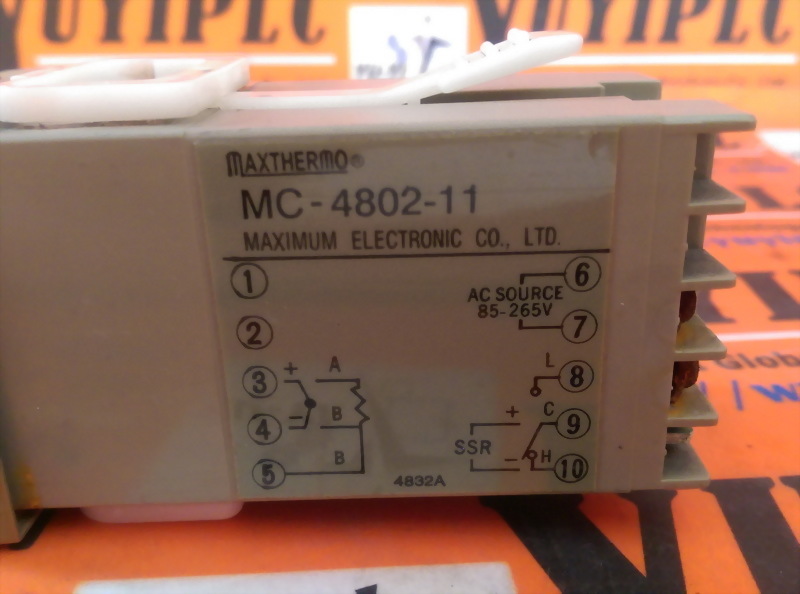 YUYIPLC
MAXTHERMO®
MC-4802-11
MAXIMUM ELECTRONIC CO., LTD.
1
6
AC SOURCE
85-265V
2
7
3 + A
L 8
4 - B
+ C 9
SSR
5 B
- H 10
4832A